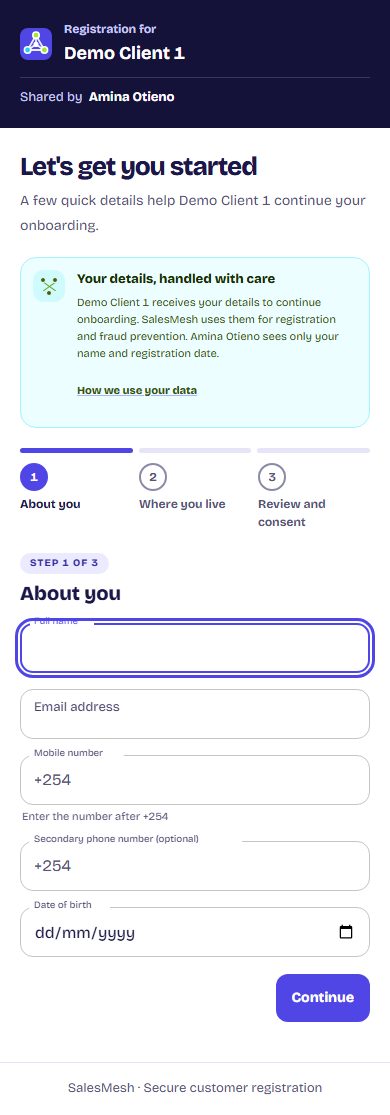 Registration for
Demo Client 1
Shared by Amina Otieno
Let's get you started
A few quick details help Demo Client 1 continue your
onboarding.
Your details, handled with care
Demo Client 1 receives your details to continue
onboarding. SalesMesh uses them for registration
and fraud prevention. Amina Otieno sees only your
name and registration date.
How we use your data
1
2
3
About you
Where you live
Review and
consent
STEP 1 OF 3
About you
Full name
Email address
Mobile number
+254
Enter the number after +254
Secondary phone number (optional)
+254
Date of birth
dd/mm/yyyy
Continue
SalesMesh · Secure customer registration